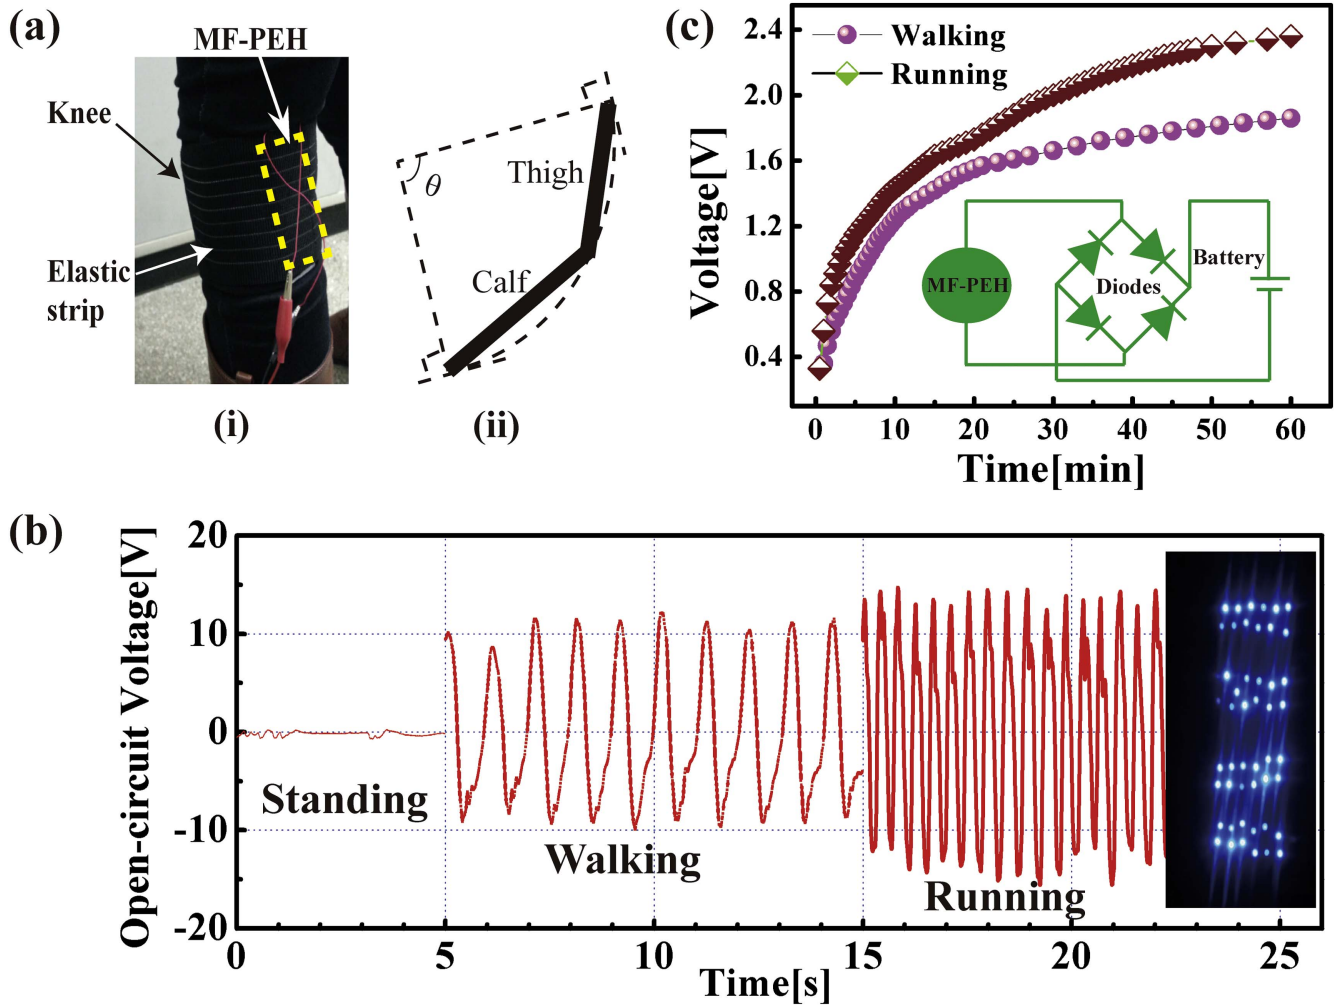 (a)
MF-PEH
Knee
Elastic
strip
(i)
θ
Thigh
Calf
(ii)
(c)
Walking
Running
Voltage[V]
2.4
2.0
1.6
1.2
0.8
0.4
MF-PEH
Diodes
Battery
0 10 20 30 40 50 60
Time[min]
(b)
Open-circuit Voltage[V]
20
10
0
-10
-20
Standing
Walking
Running
0 5 10 15 20 25
Time[s]